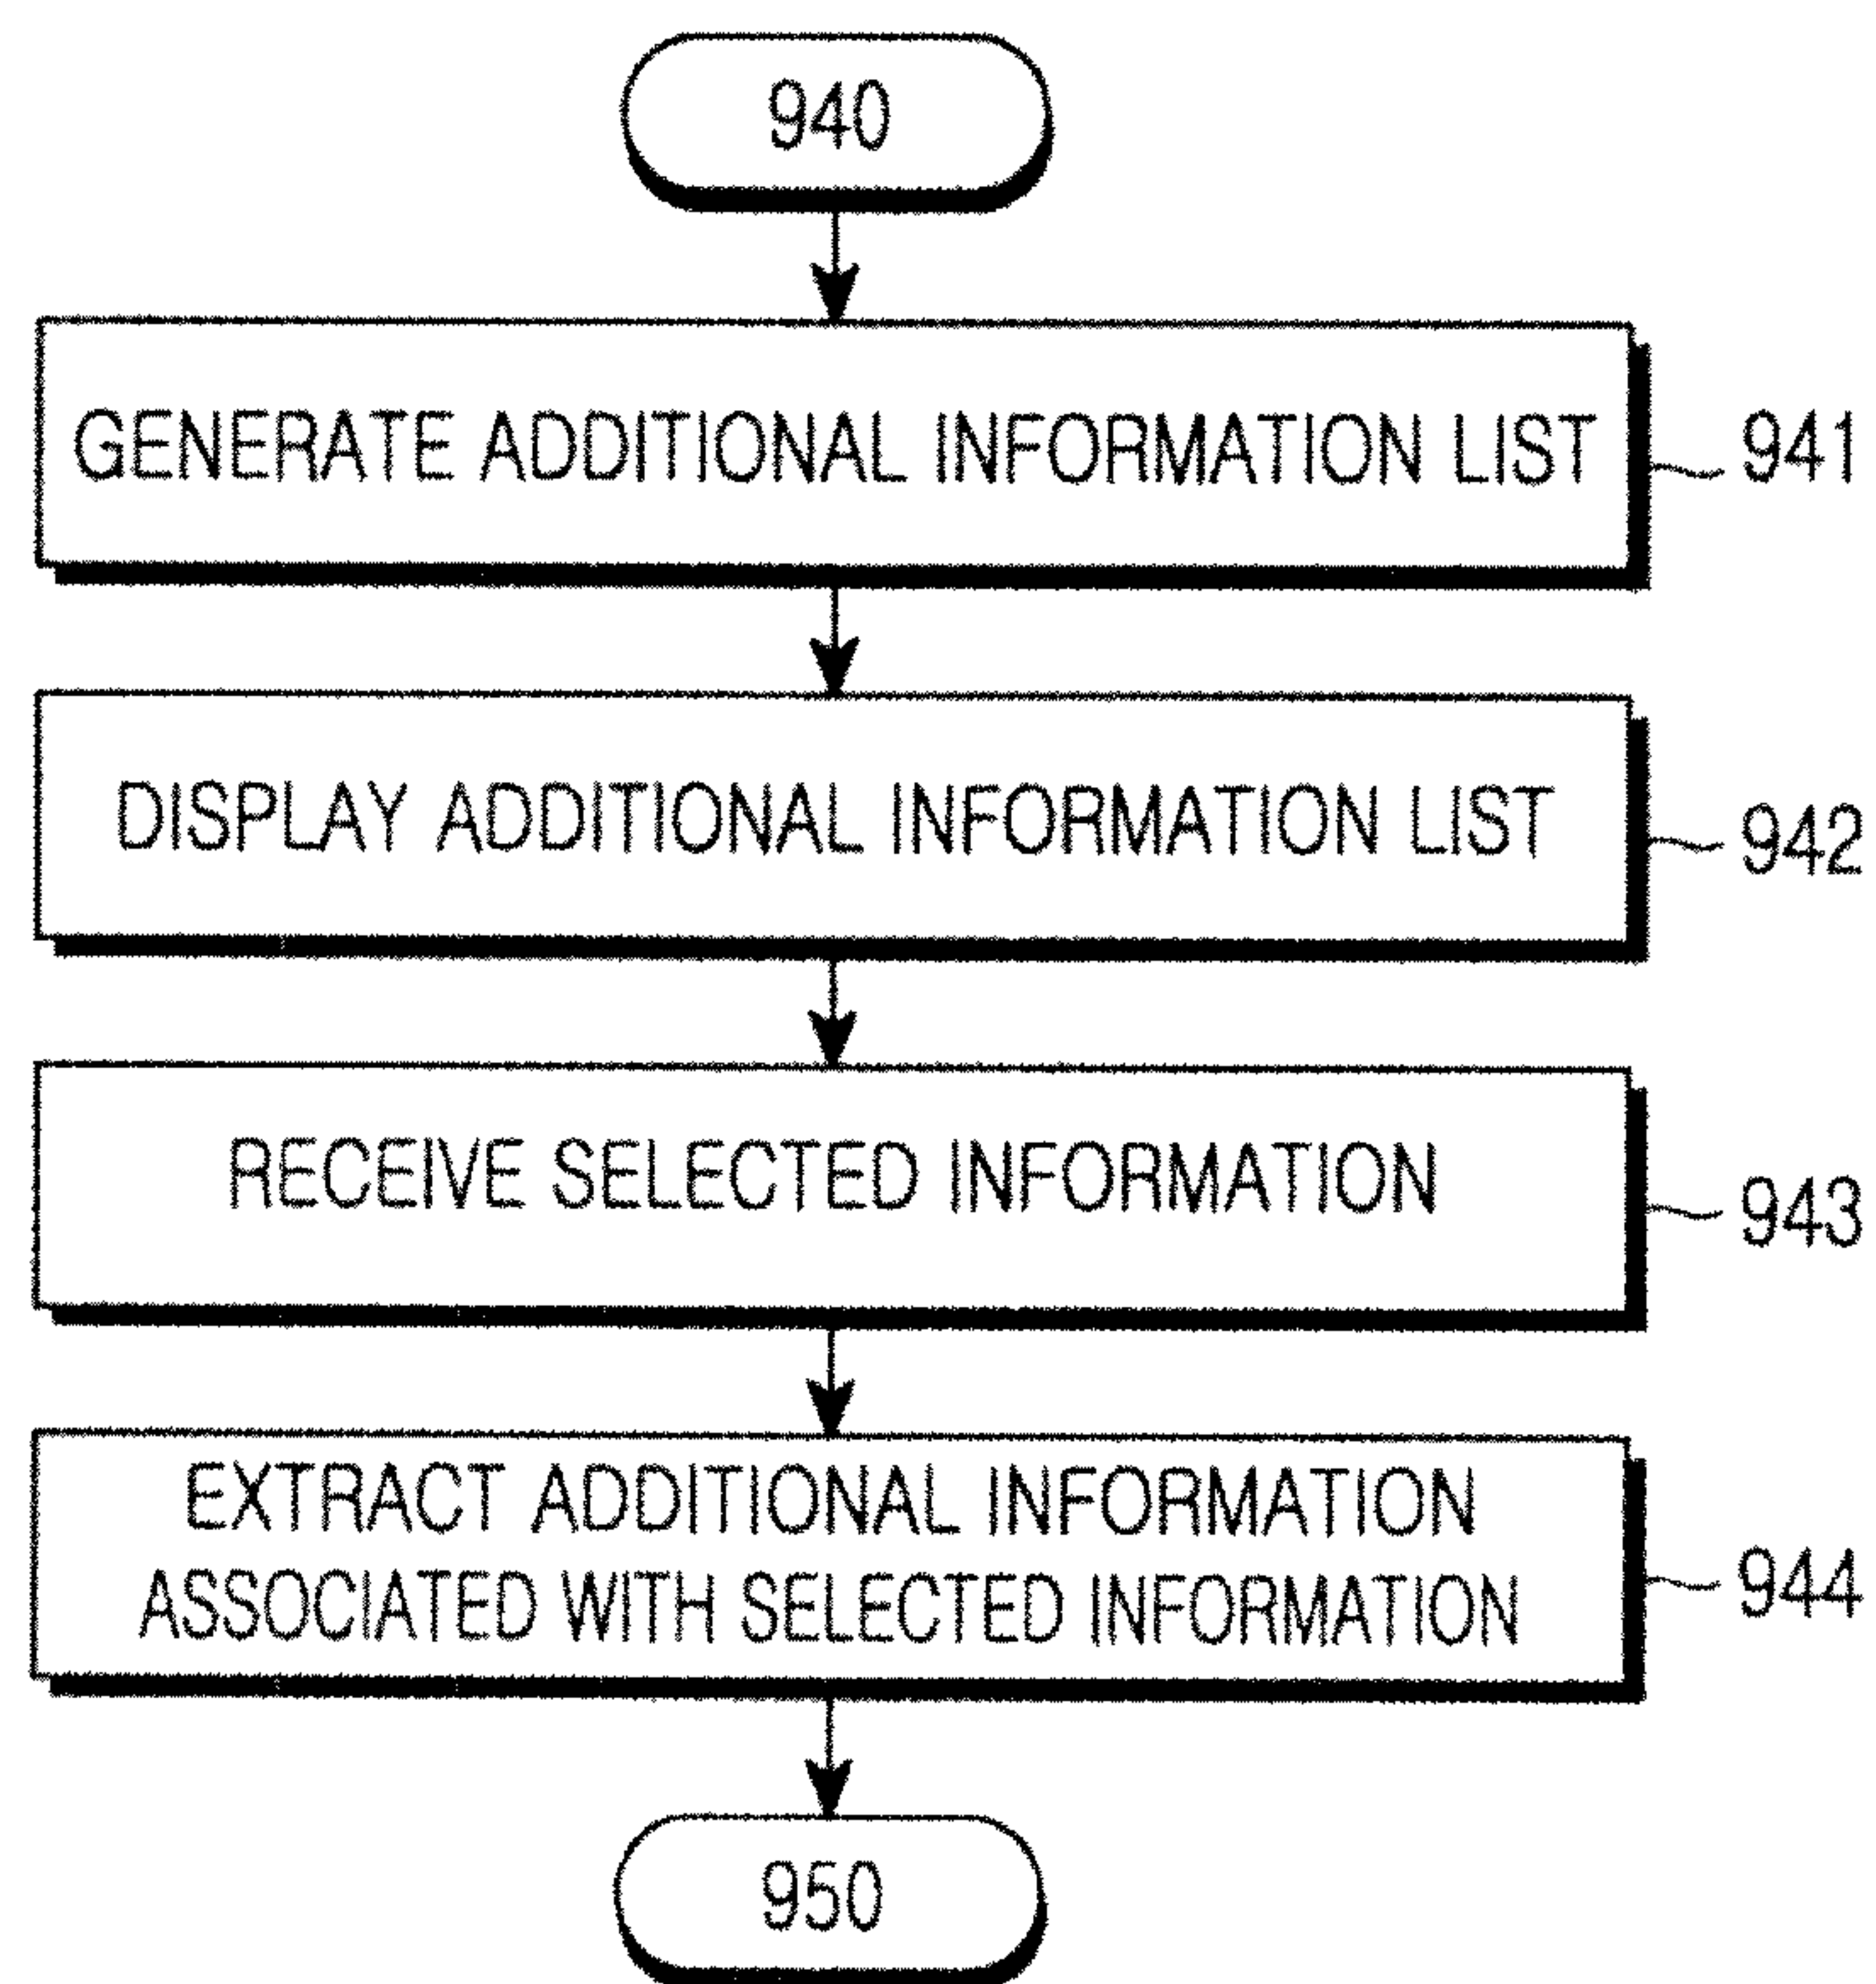 940
GENERATE ADDITIONAL INFORMATION LIST
941
DISPLAY ADDITIONAL INFORMATION LIST
942
RECEIVE SELECTED INFORMATION
943
EXTRACT ADDITIONAL INFORMATION
ASSOCIATED WITH SELECTED INFORMATION
944
950